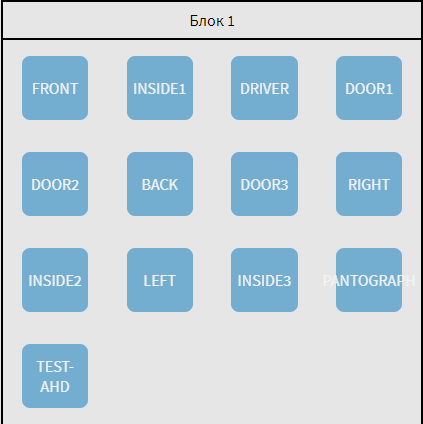 Блок 1
FRONT
INSIDE1
DRIVER
DOOR1
DOOR2
BACK
DOOR3
RIGHT
INSIDE2
LEFT
INSIDE3
PANTOGRAPH
TEST-
AHD